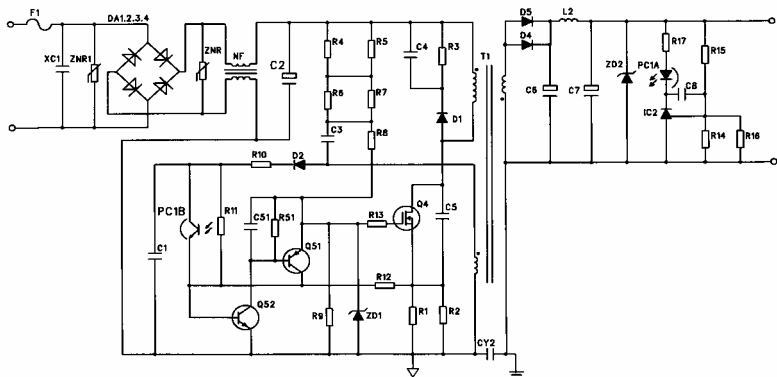 F1
DA1.2.3.4
XC1
ZNR1
ZNR
NF
C2
R4
R5
C4
R3
T1
D5
L2
D4
R6
R7
C3
R8
D1
C6
C7
ZD2
R17
PC1A
R15
C8
IC2
R14
R16
R10
D2
PC1B
R11
C51
R51
R13
Q4
C5
C1
Q51
R12
Q52
R9
ZD1
R1
R2
CY2